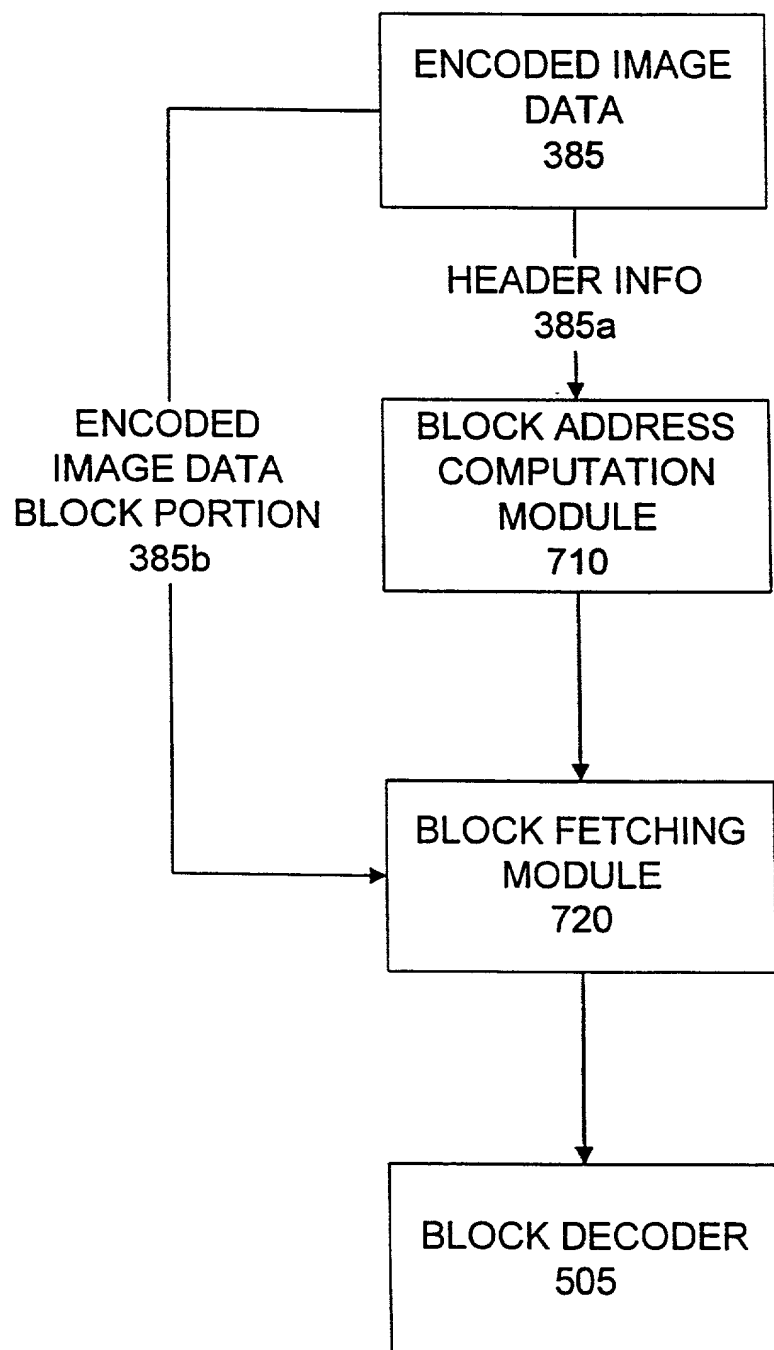 ENCODED IMAGE
DATA
385
HEADER INFO
385a
ENCODED
IMAGE DATA
BLOCK PORTION
385b
BLOCK ADDRESS
COMPUTATION
MODULE
710
BLOCK FETCHING
MODULE
720
BLOCK DECODER
505